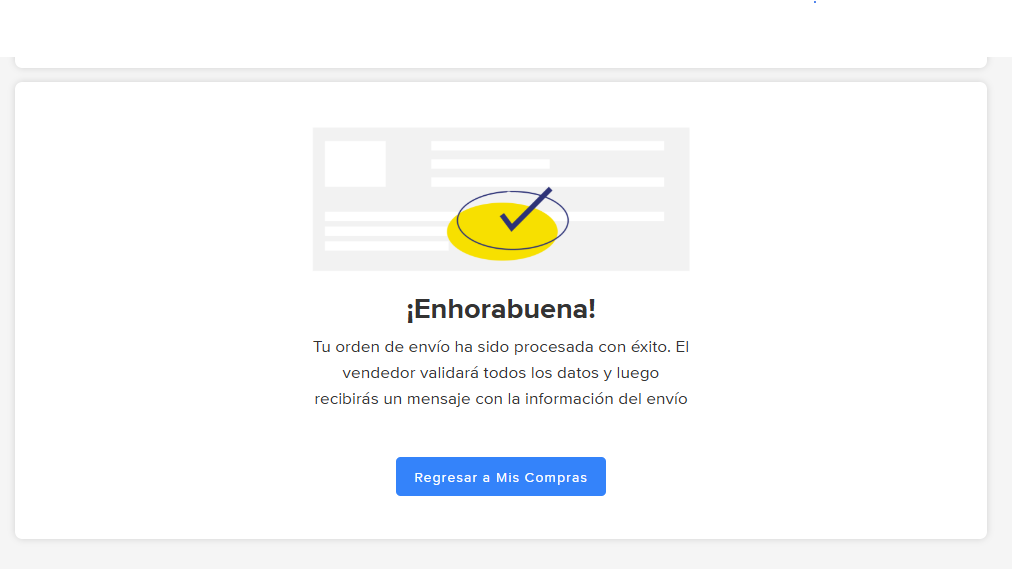 ¡Enhorabuena!
Tu orden de envío ha sido procesada con éxito. El
vendedor validará todos los datos y luego
recibirás un mensaje con la información del envío
Regresar a Mis Compras